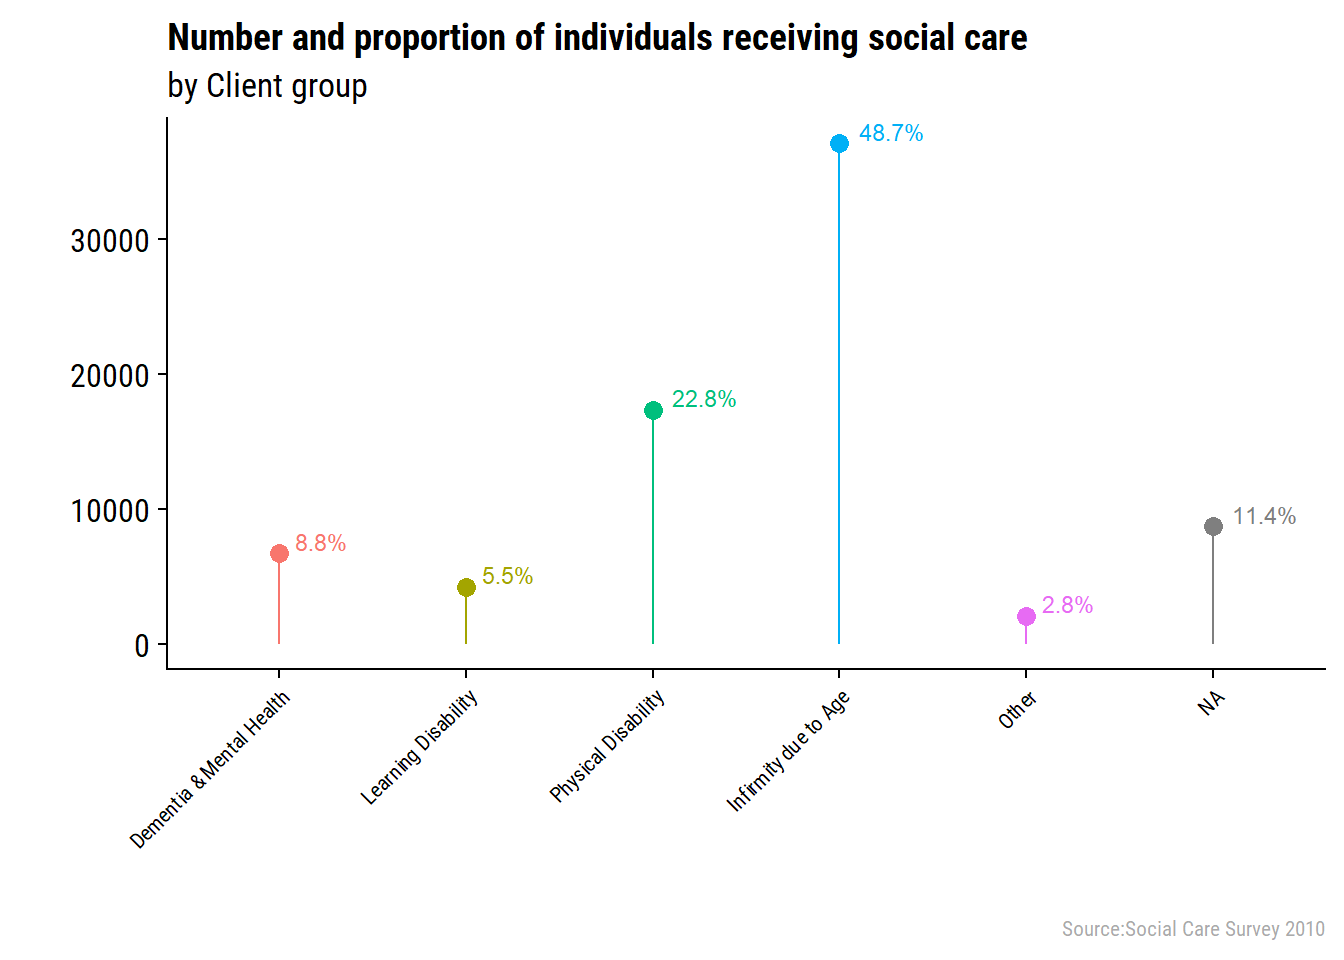 Number and proportion of individuals receiving social care
by Client group
48.7%
30000
20000
22.8%
10000
11.4%
8.8%
5.5%
2.8%
0
Dementia & Mental Health
Learning Disability
Physical Disability
Infirmity due to Age
Other
NA
Source:Social Care Survey 2010